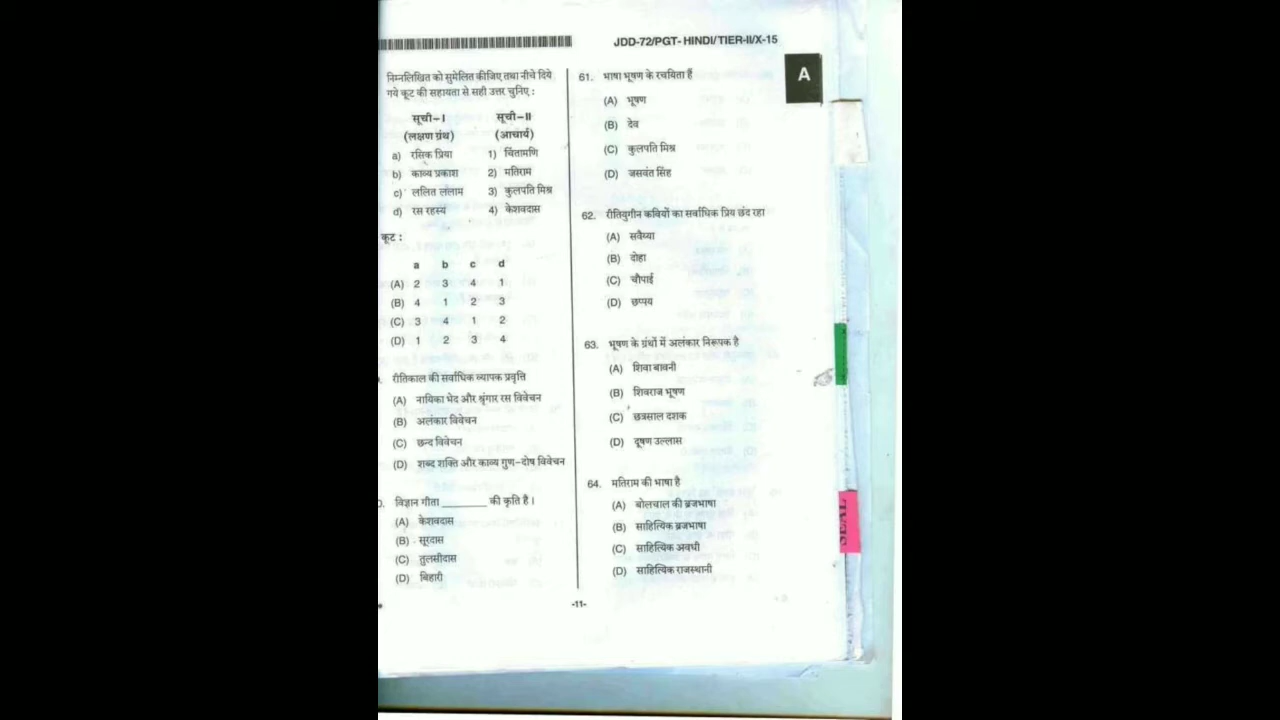 JDD-72/PGT- HINDI/TIER-II/X-15
A
निम्नलिखित को सुमेलित कीजिए तथा नीचे दिये
गये कूट की सहायता से सही उत्तर चुनिए :
सूची-I सूची-II
(लक्षण ग्रंथ) (आचार्य)
a) रसिक प्रिया 1) चिंतामणि
b) काव्य प्रकाश 2) मतिराम
c) ललित ललाम 3) कुलपति मिश्र
d) रस रहस्य 4) केशवदास
कूट :
a b c d
(A) 2 3 4 1
(B) 4 1 2 3
(C) 3 4 1 2
(D) 1 2 3 4
रीतिकाल की सर्वाधिक व्यापक प्रवृत्ति
(A) नायिका भेद और श्रृंगार रस विवेचन
(B) अलंकार विवेचन
(C) छन्द विवेचन
(D) शब्द शक्ति और काव्य गुण-दोष विवेचन
0. विज्ञान गीता ________ की कृति है।
(A) केशवदास
(B) सूरदास
(C) तुलसीदास
(D) बिहारी
61. भाषा भूषण के रचयिता हैं
(A) भूषण
(B) देव
(C) कुलपति मिश्र
(D) जसवंत सिंह
62. रीतियुगीन कवियों का सर्वाधिक प्रिय छंद रहा
(A) सवैय्या
(B) दोहा
(C) चौपाई
(D) छप्पय
63. भूषण के ग्रंथों में अलंकार निरूपक है
(A) शिवा बावनी
(B) शिवराज भूषण
(C) छत्रसाल दशक
(D) दूषण उल्लास
64. मतिराम की भाषा है
(A) बोलचाल की ब्रजभाषा
(B) साहित्यिक ब्रजभाषा
(C) साहित्यिक अवधी
(D) साहित्यिक राजस्थानी
SEAL
-11-